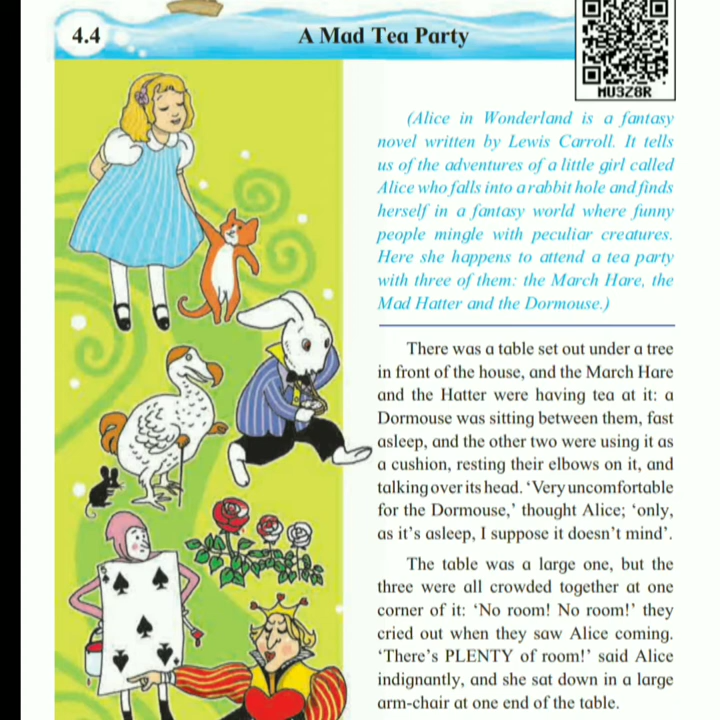 4.4
A Mad Tea Party
MU3Z8R
(Alice in Wonderland is a fantasy
novel written by Lewis Carroll. It tells
us of the adventures of a little girl called
Alice who falls into a rabbit hole and finds
herself in a fantasy world where funny
people mingle with peculiar creatures.
Here she happens to attend a tea party
with three of them: the March Hare, the
Mad Hatter and the Dormouse.)
There was a table set out under a tree
in front of the house, and the March Hare
and the Hatter were having tea at it: a
Dormouse was sitting between them, fast
asleep, and the other two were using it as
a cushion, resting their elbows on it, and
talking over its head. ‘Very uncomfortable
for the Dormouse,’ thought Alice; ‘only,
as it’s asleep, I suppose it doesn’t mind’.
The table was a large one, but the
three were all crowded together at one
corner of it: ‘No room! No room!’ they
cried out when they saw Alice coming.
‘There’s PLENTY of room!’ said Alice
indignantly, and she sat down in a large
arm-chair at one end of the table.